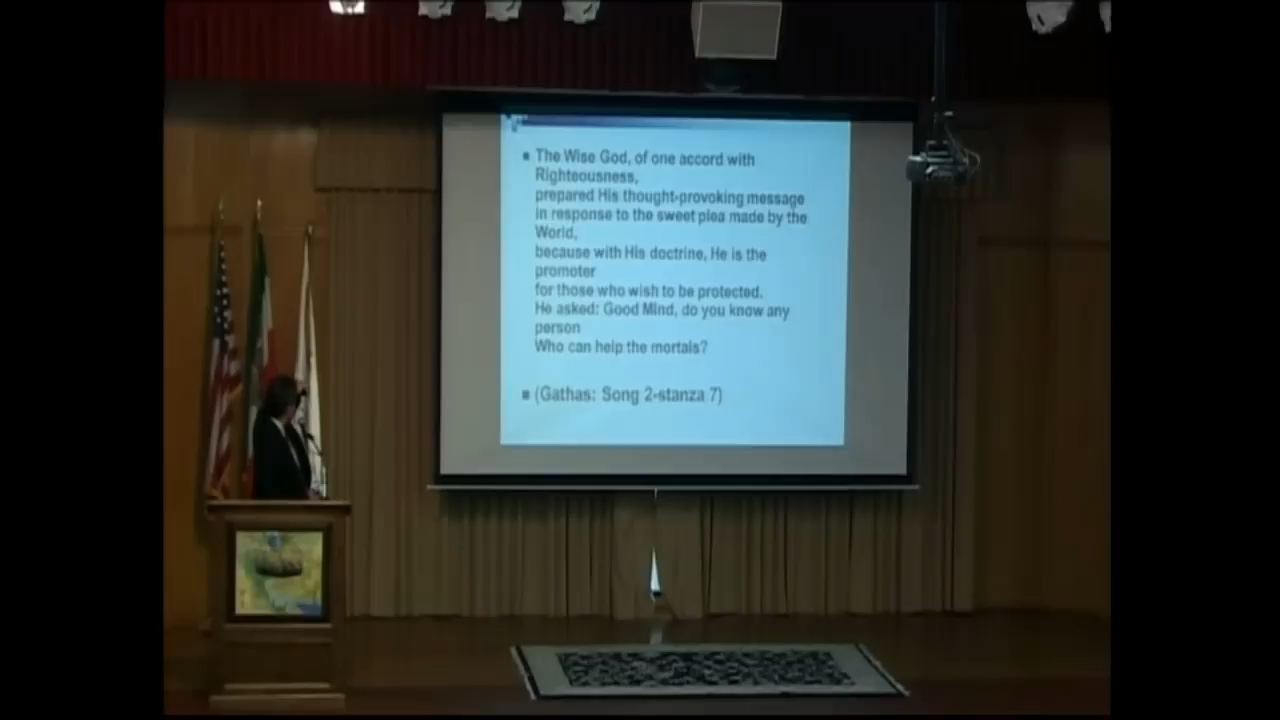 The Wise God, of one accord with
Righteousness,
prepared His thought-provoking message
in response to the sweet plea made by the
World,
because with His doctrine, He is the
promoter
for those who wish to be protected.
He asked: Good Mind, do you know any
person
Who can help the mortals?
(Gathas: Song 2-stanza 7)